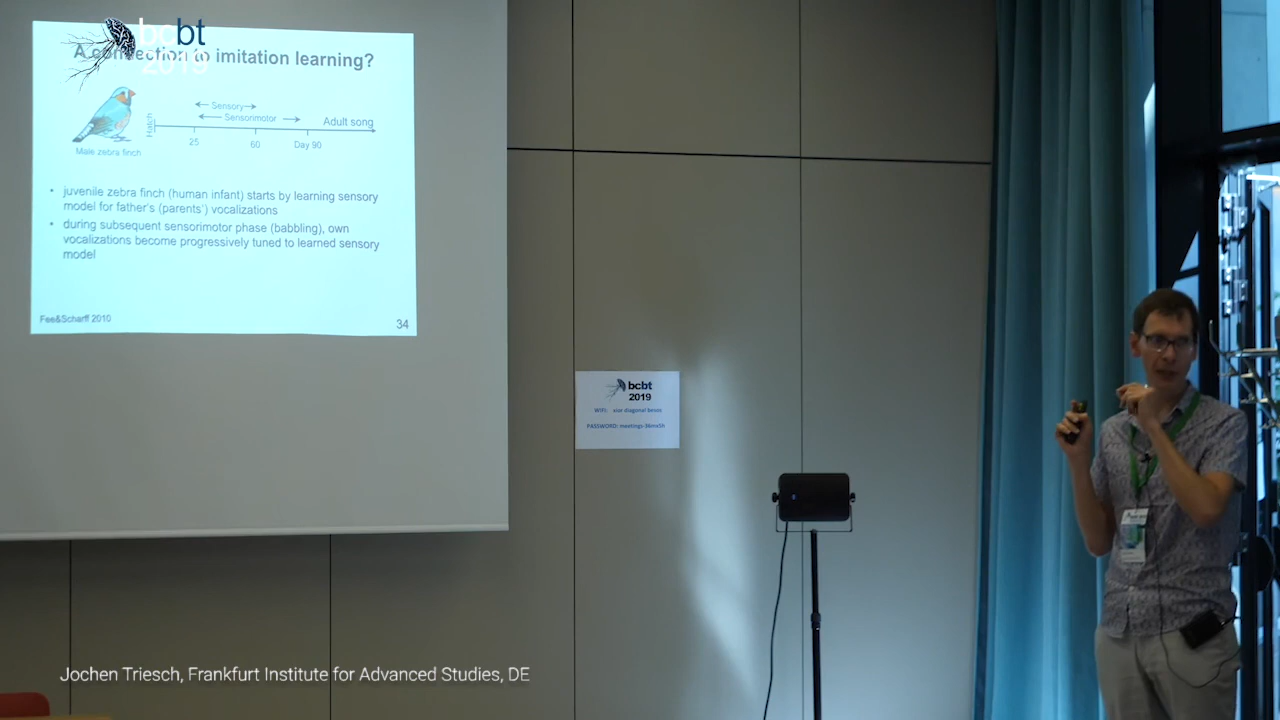 bcbt
2019
A connection to imitation learning?
Sensory
Sensorimotor
Adult song
Hatch
25
60
Day 90
Male zebra finch
• juvenile zebra finch (human infant) starts by learning sensory
model for father's (parents') vocalizations
• during subsequent sensorimotor phase (babbling), own
vocalizations become progressively tuned to learned sensory
model
Fee&Scharff 2010
34
bcbt
2019
WIFI:
PASSWORD:
Jochen Triesch, Frankfurt Institute for Advanced Studies, DE